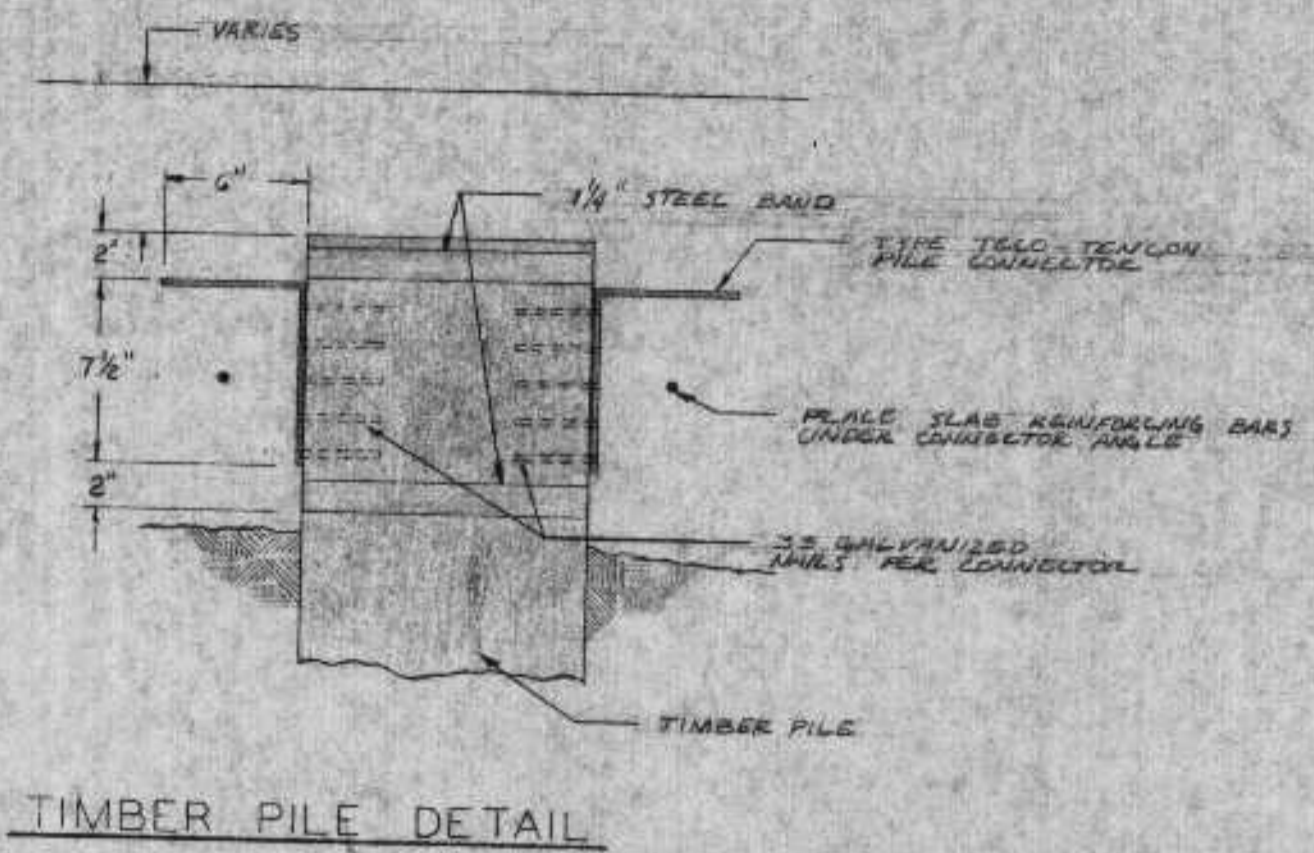 VARIES
6"
1/4" STEEL BAND
2"
TYPE TECO-TENCON
PILE CONNECTOR
7 1/2"
PLACE SLAB REINFORCING BARS
UNDER CONNECTOR ANGLE
2"
33 GALVANIZED
NAILS PER CONNECTOR
TIMBER PILE
TIMBER PILE DETAIL